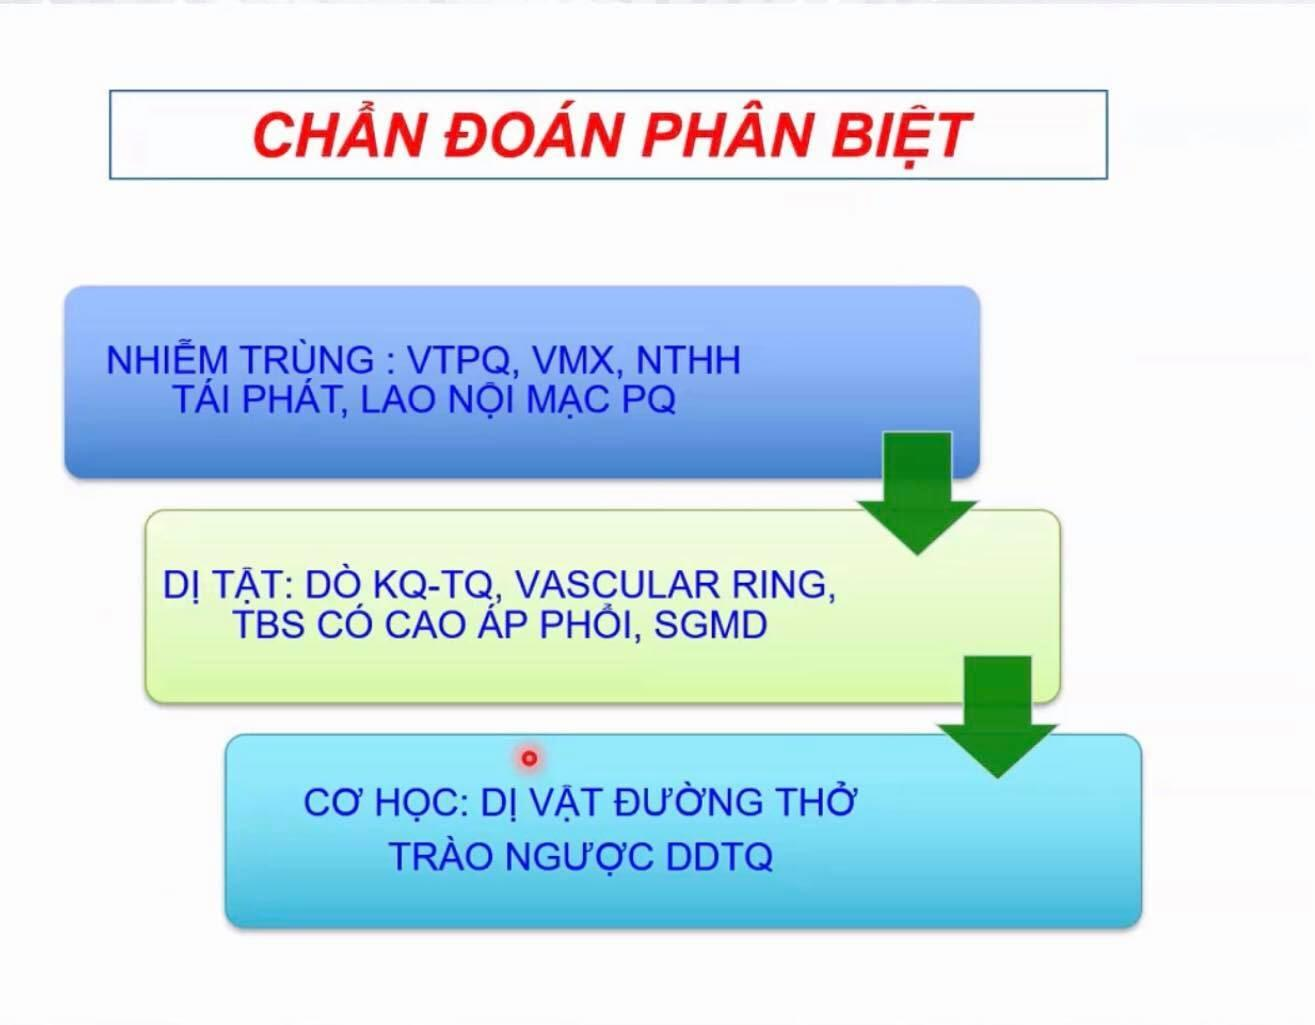 CHẨN ĐOÁN PHÂN BIỆT
NHIỄM TRÙNG : VTPQ, VMX, NTHH
TÁI PHÁT, LAO NỘI MẠC PQ
DỊ TẬT: DÒ KQ-TQ, VASCULAR RING,
TBS CÓ CAO ÁP PHỔI, SGMD
CƠ HỌC: DỊ VẬT ĐƯỜNG THỞ
TRÀO NGƯỢC DDTQ